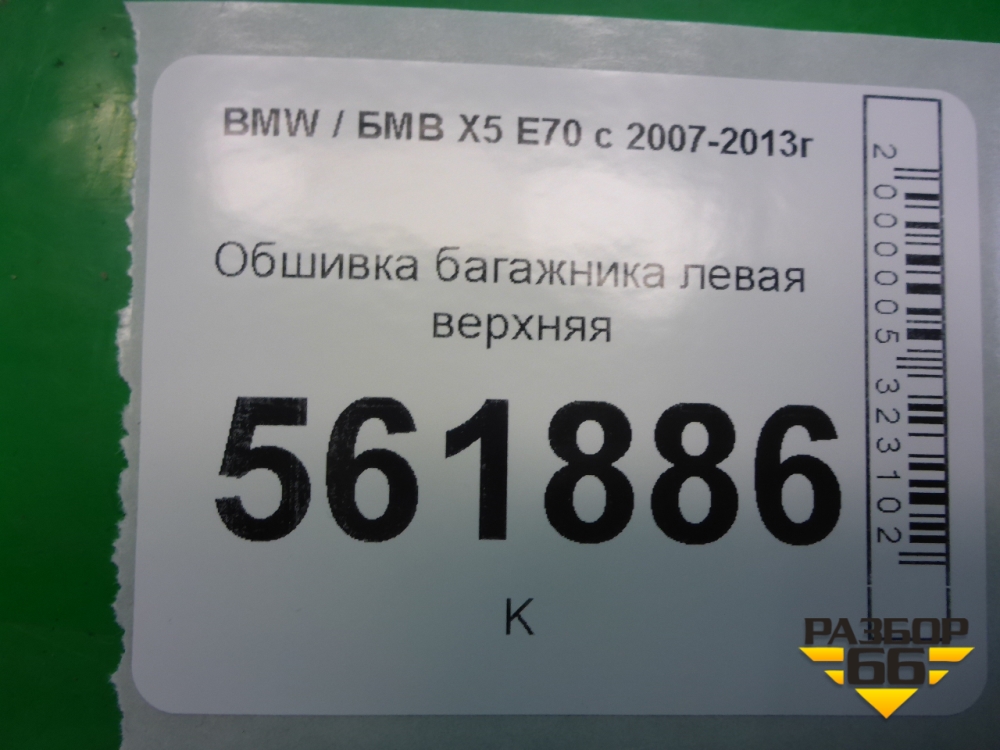 BMW / БМВ X5 E70 с 2007-2013г
Обшивка багажника левая
верхняя
561886
К
2000005323102
РАЗБОР
66